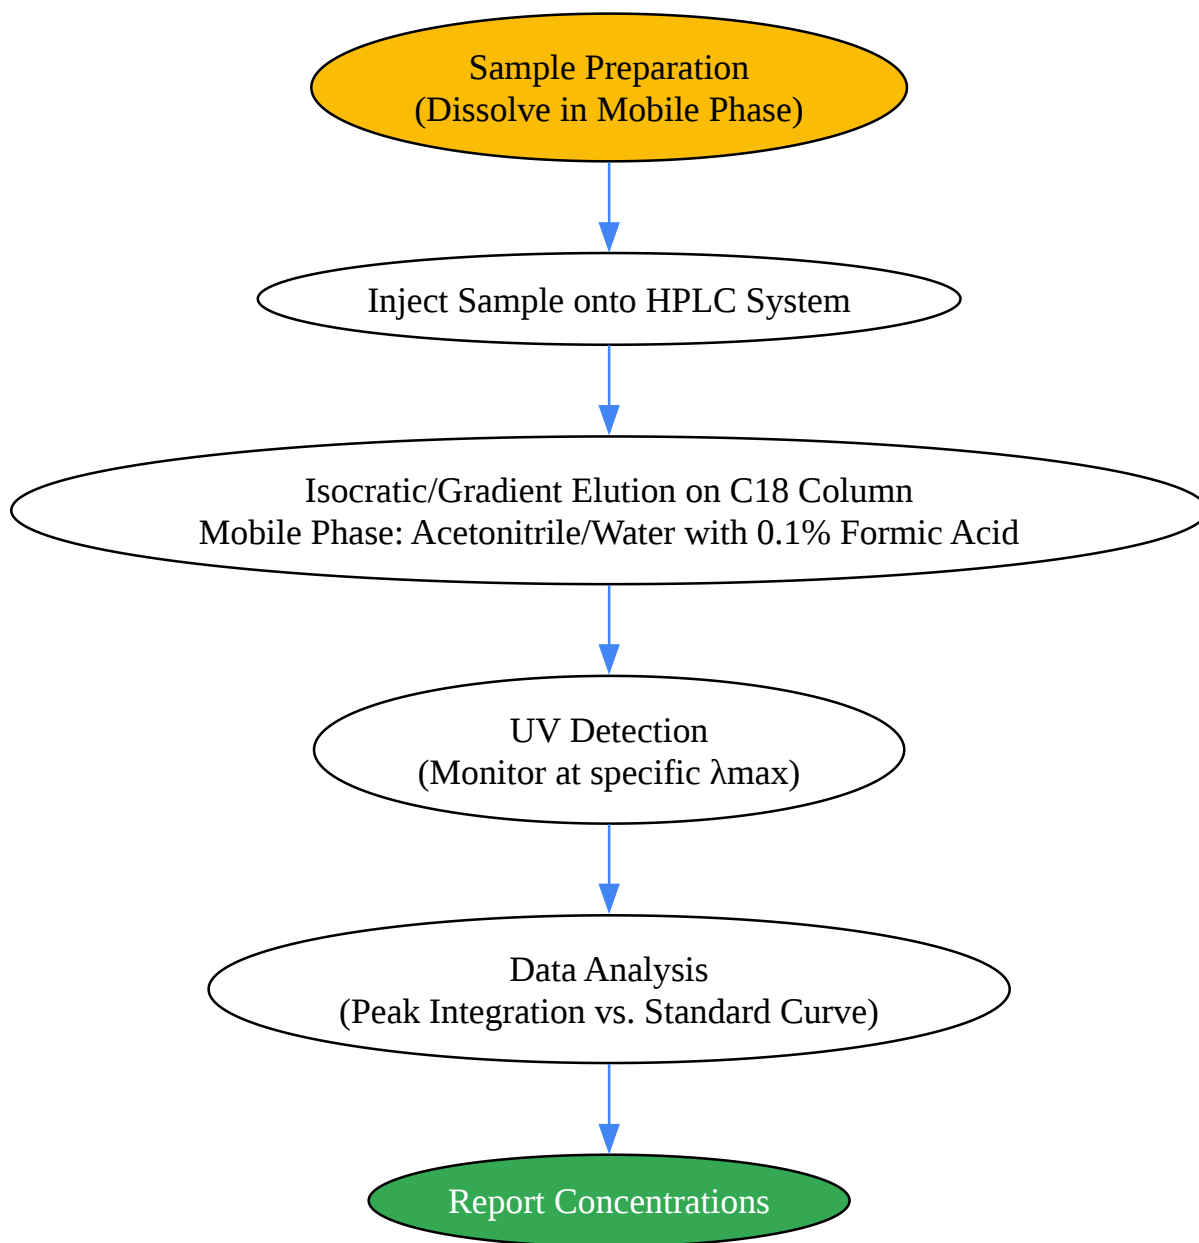 Sample Preparation
(Dissolve in Mobile Phase)
Inject Sample onto HPLC System
Isocratic/Gradient Elution on C18 Column
Mobile Phase: Acetonitrile/Water with 0.1% Formic Acid
UV Detection
(Monitor at specific λmax)
Data Analysis
(Peak Integration vs. Standard Curve)
Report Concentrations